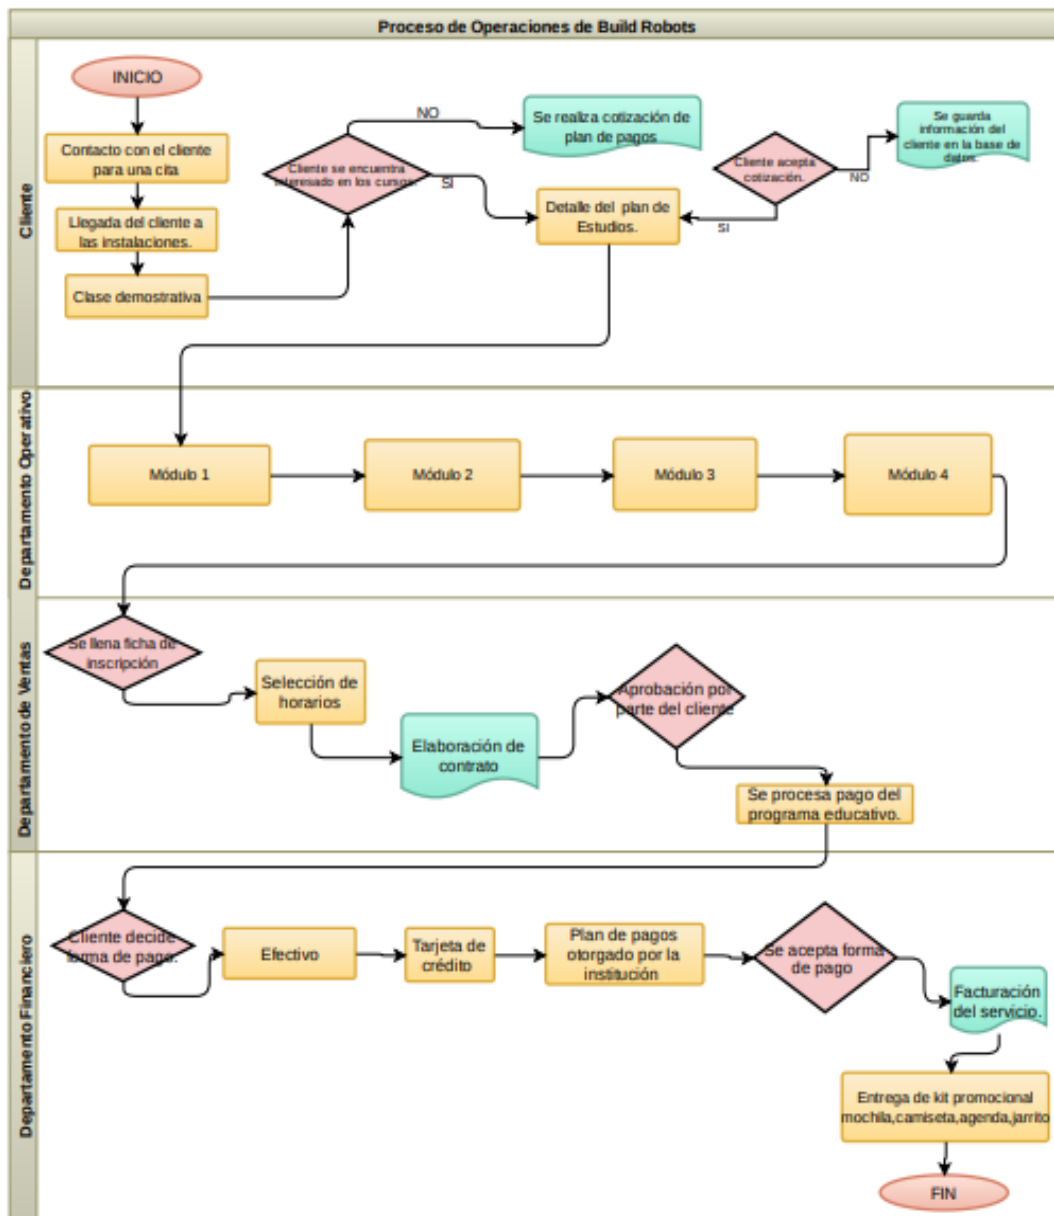 Proceso de Operaciones de Build Robots
Cliente
INICIO
Contacto con el cliente
para una cita
Llegada del cliente a
las instalaciones.
Clase demostrativa
Cliente se encuentra
interesado en los cursos.
NO
SI
Se realiza cotización de
plan de pagos
Detalle del plan de
Estudios.
Cliente acepta
cotización.
NO
SI
Se guarda
información del
cliente en la base de
datos.
Departamento Operativo
Módulo 1
Módulo 2
Módulo 3
Módulo 4
Departamento de Ventas
Se llena ficha de
inscripción
Selección de
horarios
Elaboración de
contrato
Aprobación por
parte del cliente
Se procesa pago del
programa educativo.
Departamento Financiero
Cliente decide
forma de pago.
Efectivo
Tarjeta de
crédito
Plan de pagos
otorgado por la
institución
Se acepta forma
de pago
Facturación
del servicio.
Entrega de kit promocional
mochila,camiseta,agenda,jarrito
FIN